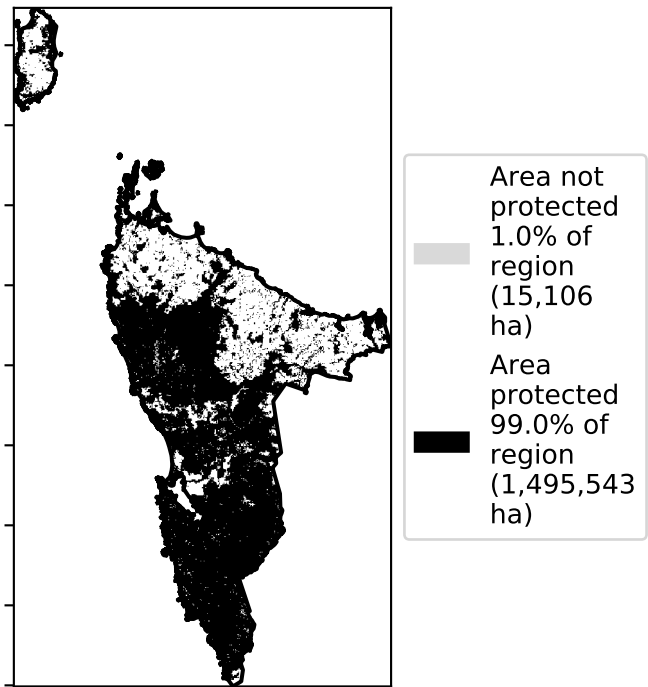 Area not
protected
1.0% of
region
(15,106
ha)
Area
protected
99.0% of
region
(1,495,543
ha)